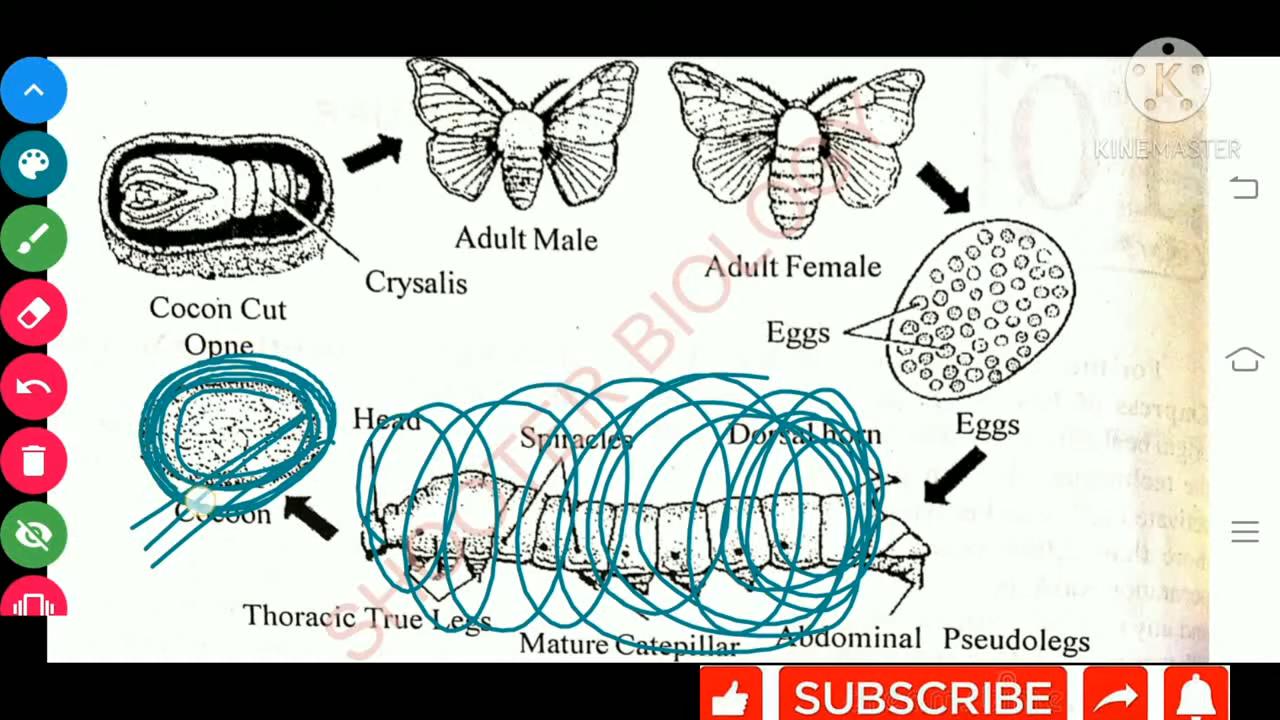 KINEMASTER
Adult Male
Adult Female
Crysalis
Cocon Cut
Opne
Eggs
Eggs
Head
Spiracles
Dorsal horn
Cocoon
Thoracic True Legs
Mature Catepillar
Abdominal Pseudolegs
SHOOTER BIOLOGY
SUBSCRIBE